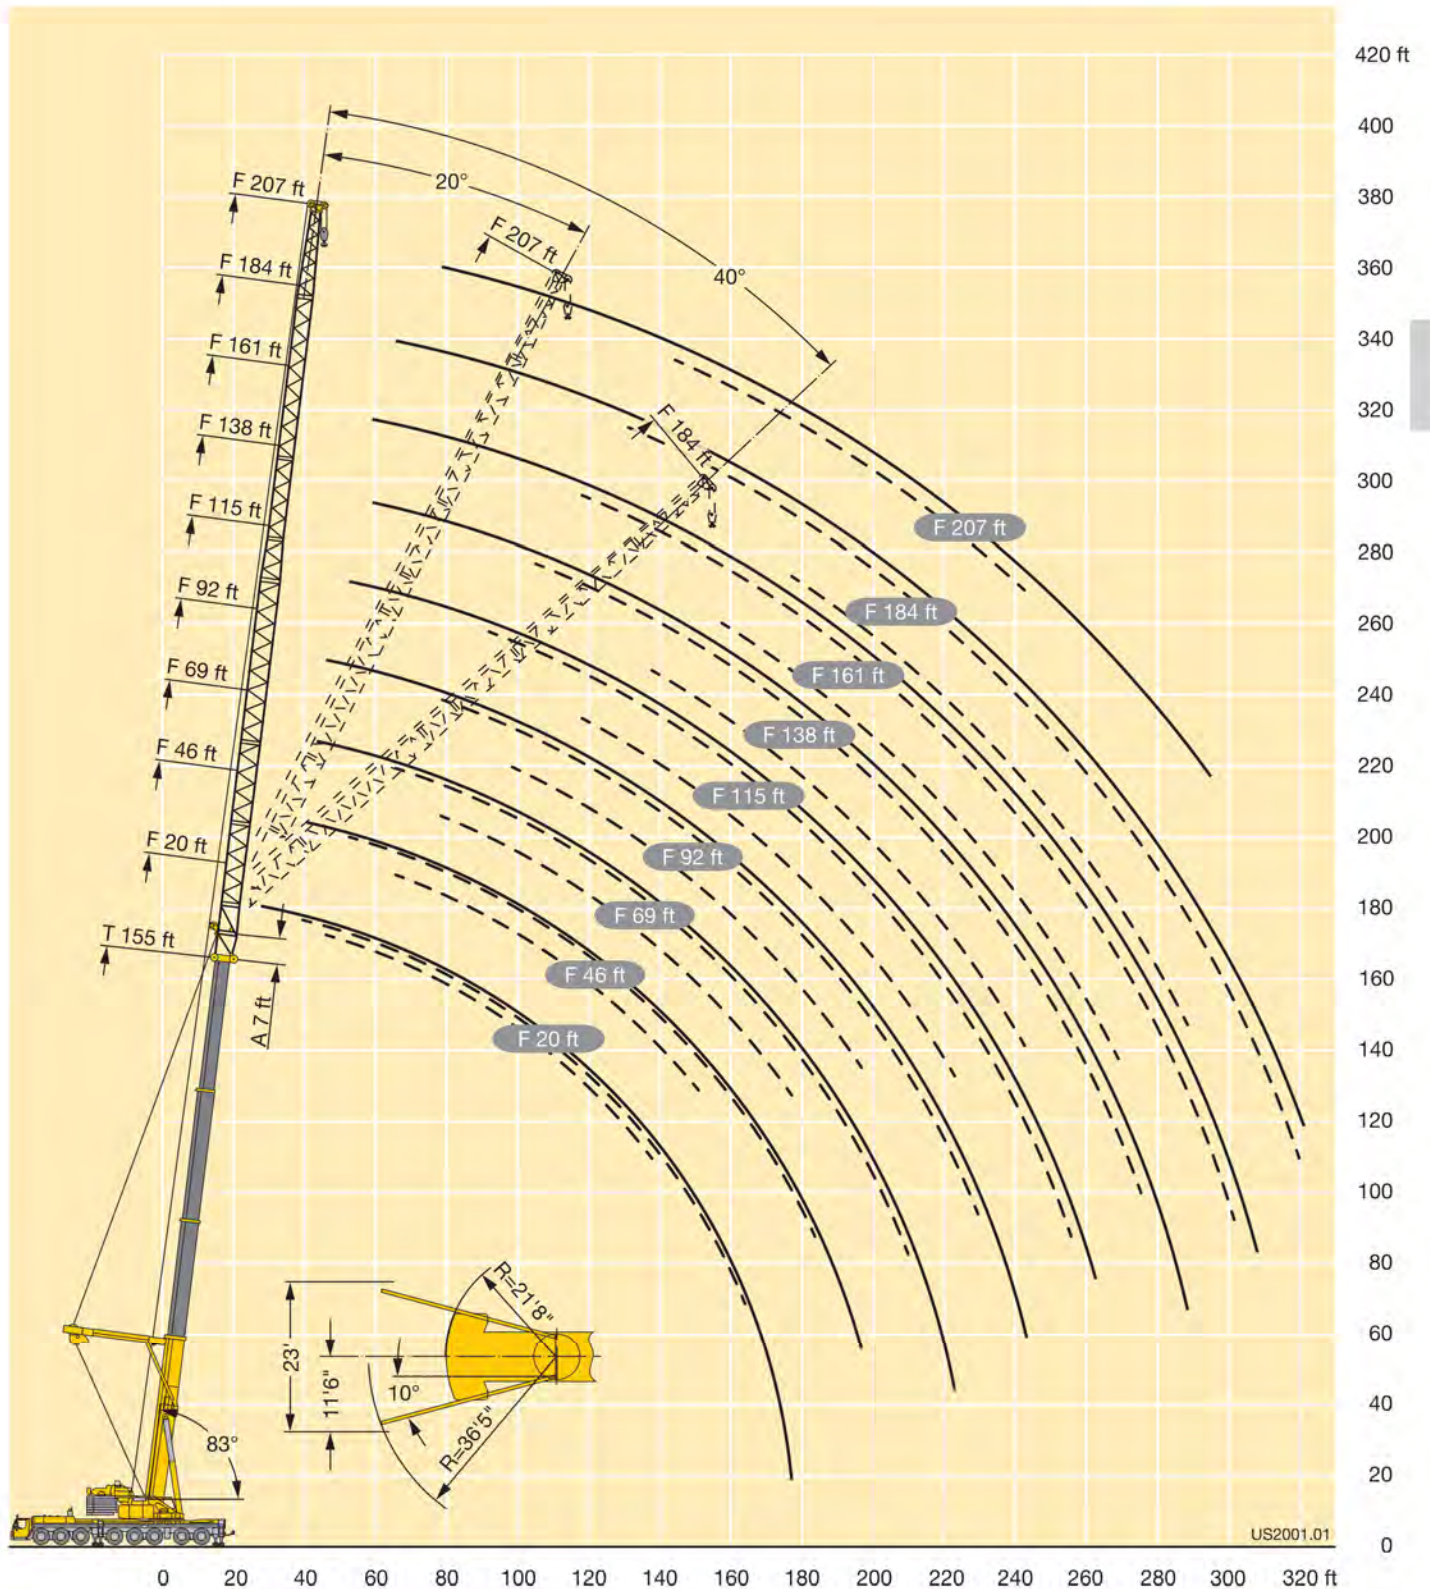 420 ft
400
380
360
340
320
300
280
260
240
220
200
180
160
140
120
100
80
60
40
20
0
20°
40°
F 207 ft
F 184 ft
F 161 ft
F 138 ft
F 115 ft
F 92 ft
F 69 ft
F 46 ft
F 20 ft
T 155 ft
A 7 ft
F 207 ft
F 184 ft
F 207 ft
F 184 ft
F 161 ft
F 138 ft
F 115 ft
F 92 ft
F 69 ft
F 46 ft
F 20 ft
83°
23'
11'6"
10°
R=21'8"
R=36'5"
US2001.01
0 20 40 60 80 100 120 140 160 180 200 220 240 260 280 300 320 ft